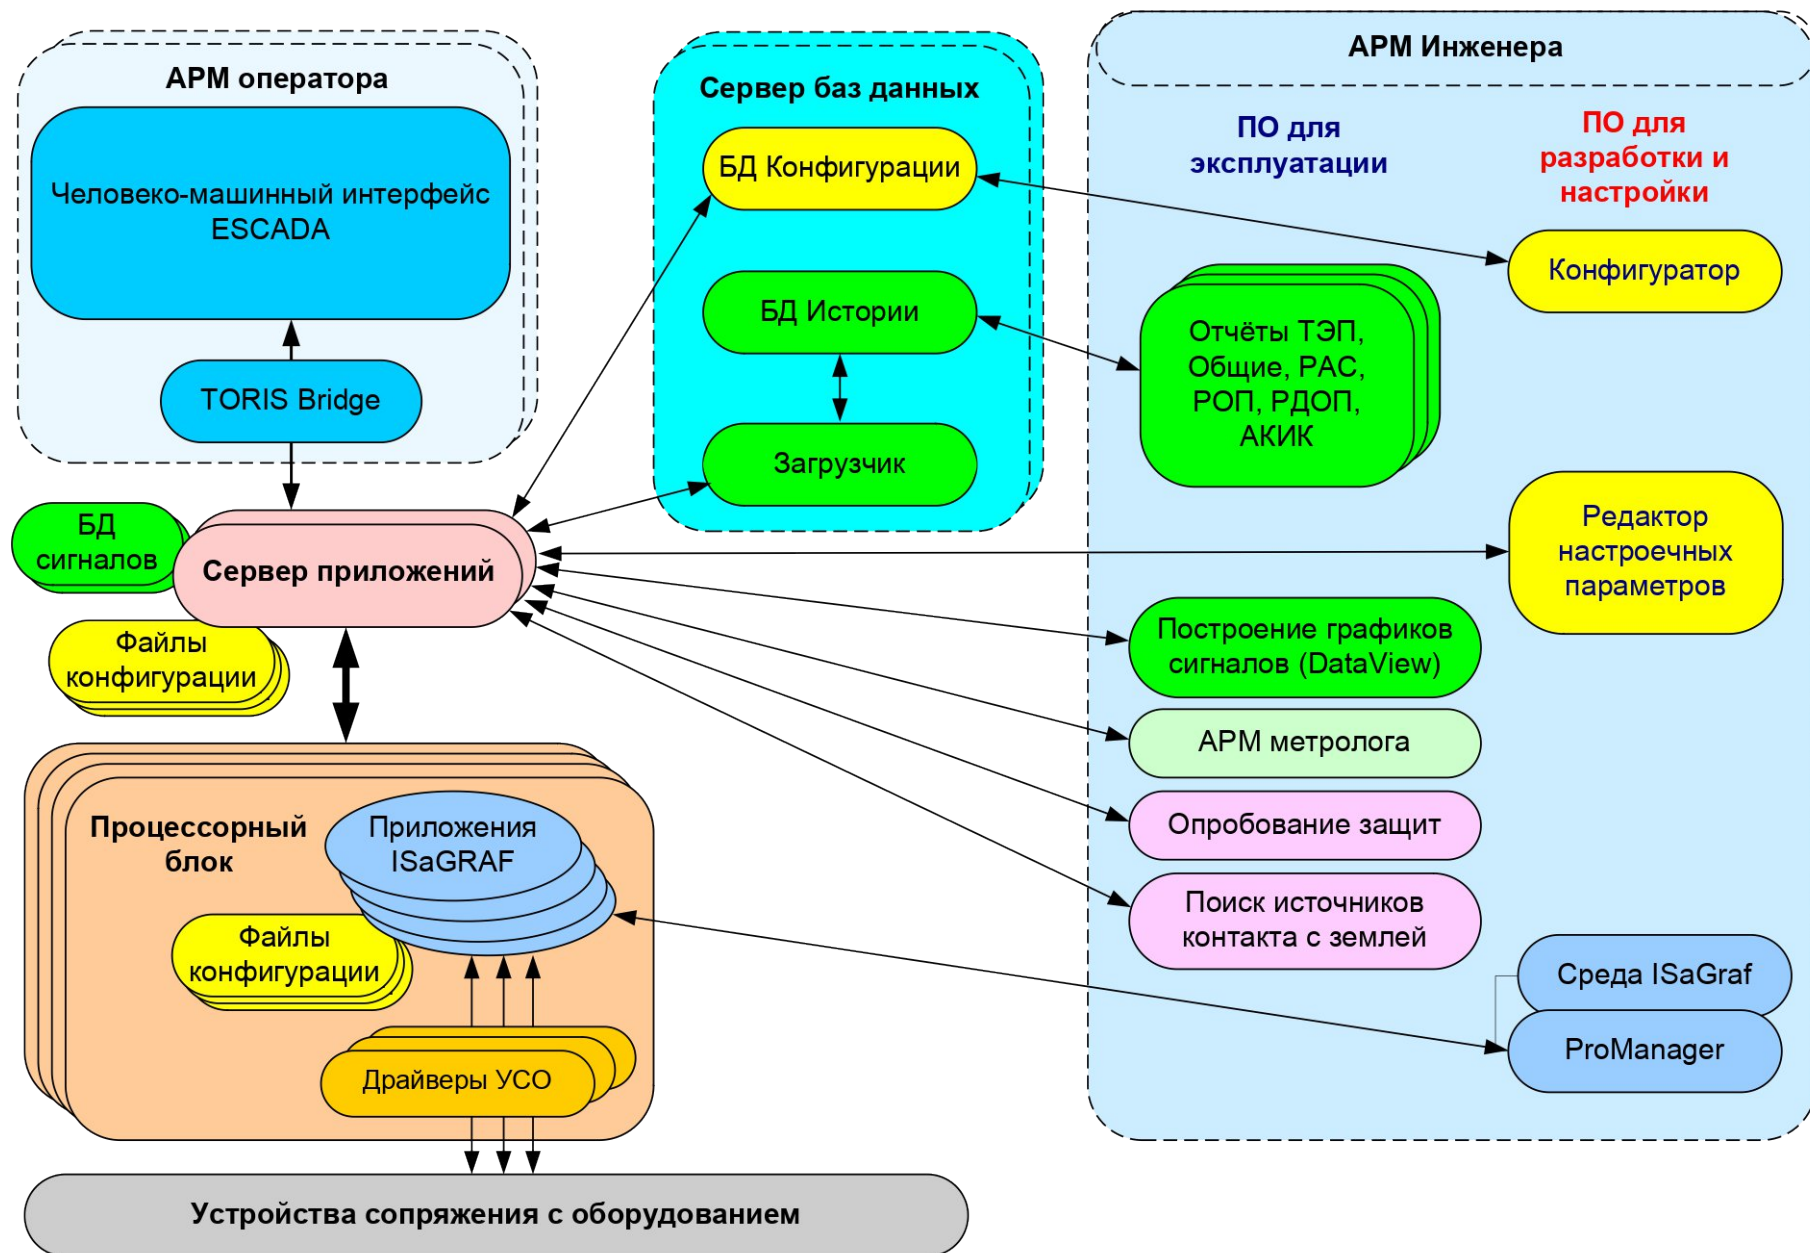 АРМ оператора
Человеко-машинный интерфейс
ESCADA
TORIS Bridge
Сервер баз данных
БД Конфигурации
БД Истории
Загрузчик
АРМ Инженера
ПО для
эксплуатации
ПО для
разработки и
настройки
Конфигуратор
Отчёты ТЭП,
Общие, РАС,
РОП, РДОП,
АКИК
Редактор
настроечных
параметров
БД
сигналов
Сервер приложений
Файлы
конфигурации
Построение графиков
сигналов (DataView)
АРМ метролога
Опробование защит
Поиск источников
контакта с землей
Среда ISaGraf
ProManager
Процессорный
блок
Приложения
ISaGRAF
Файлы
конфигурации
Драйверы УСО
Устройства сопряжения с оборудованием